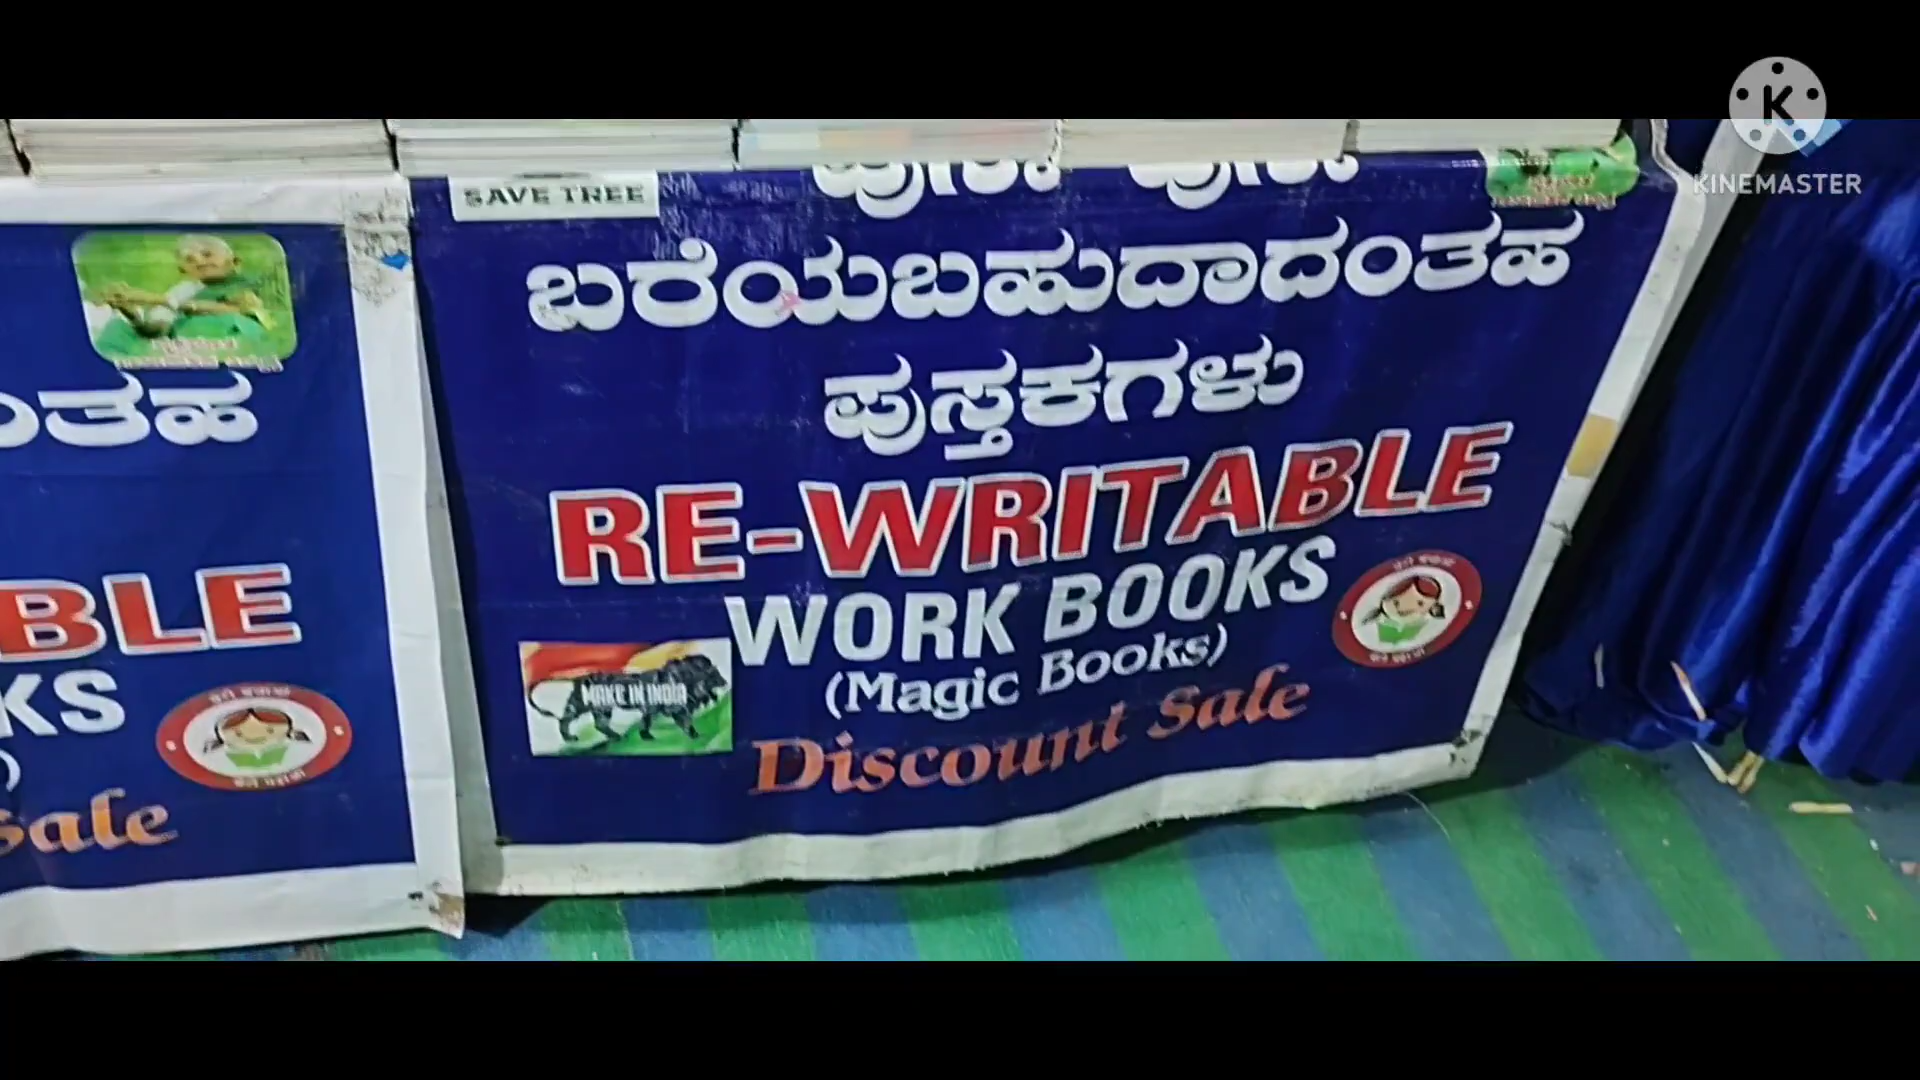 KINEMASTER
SAVE TREE
ಬರೆಯಬಹುದಾದಂತಹ
ಪುಸ್ತಕಗಳು
RE-WRITABLE
WORK BOOKS
(Magic Books)
Discount Sale
MAKE IN INDIA
ಂತಹ
BLE
KS
)
Sale